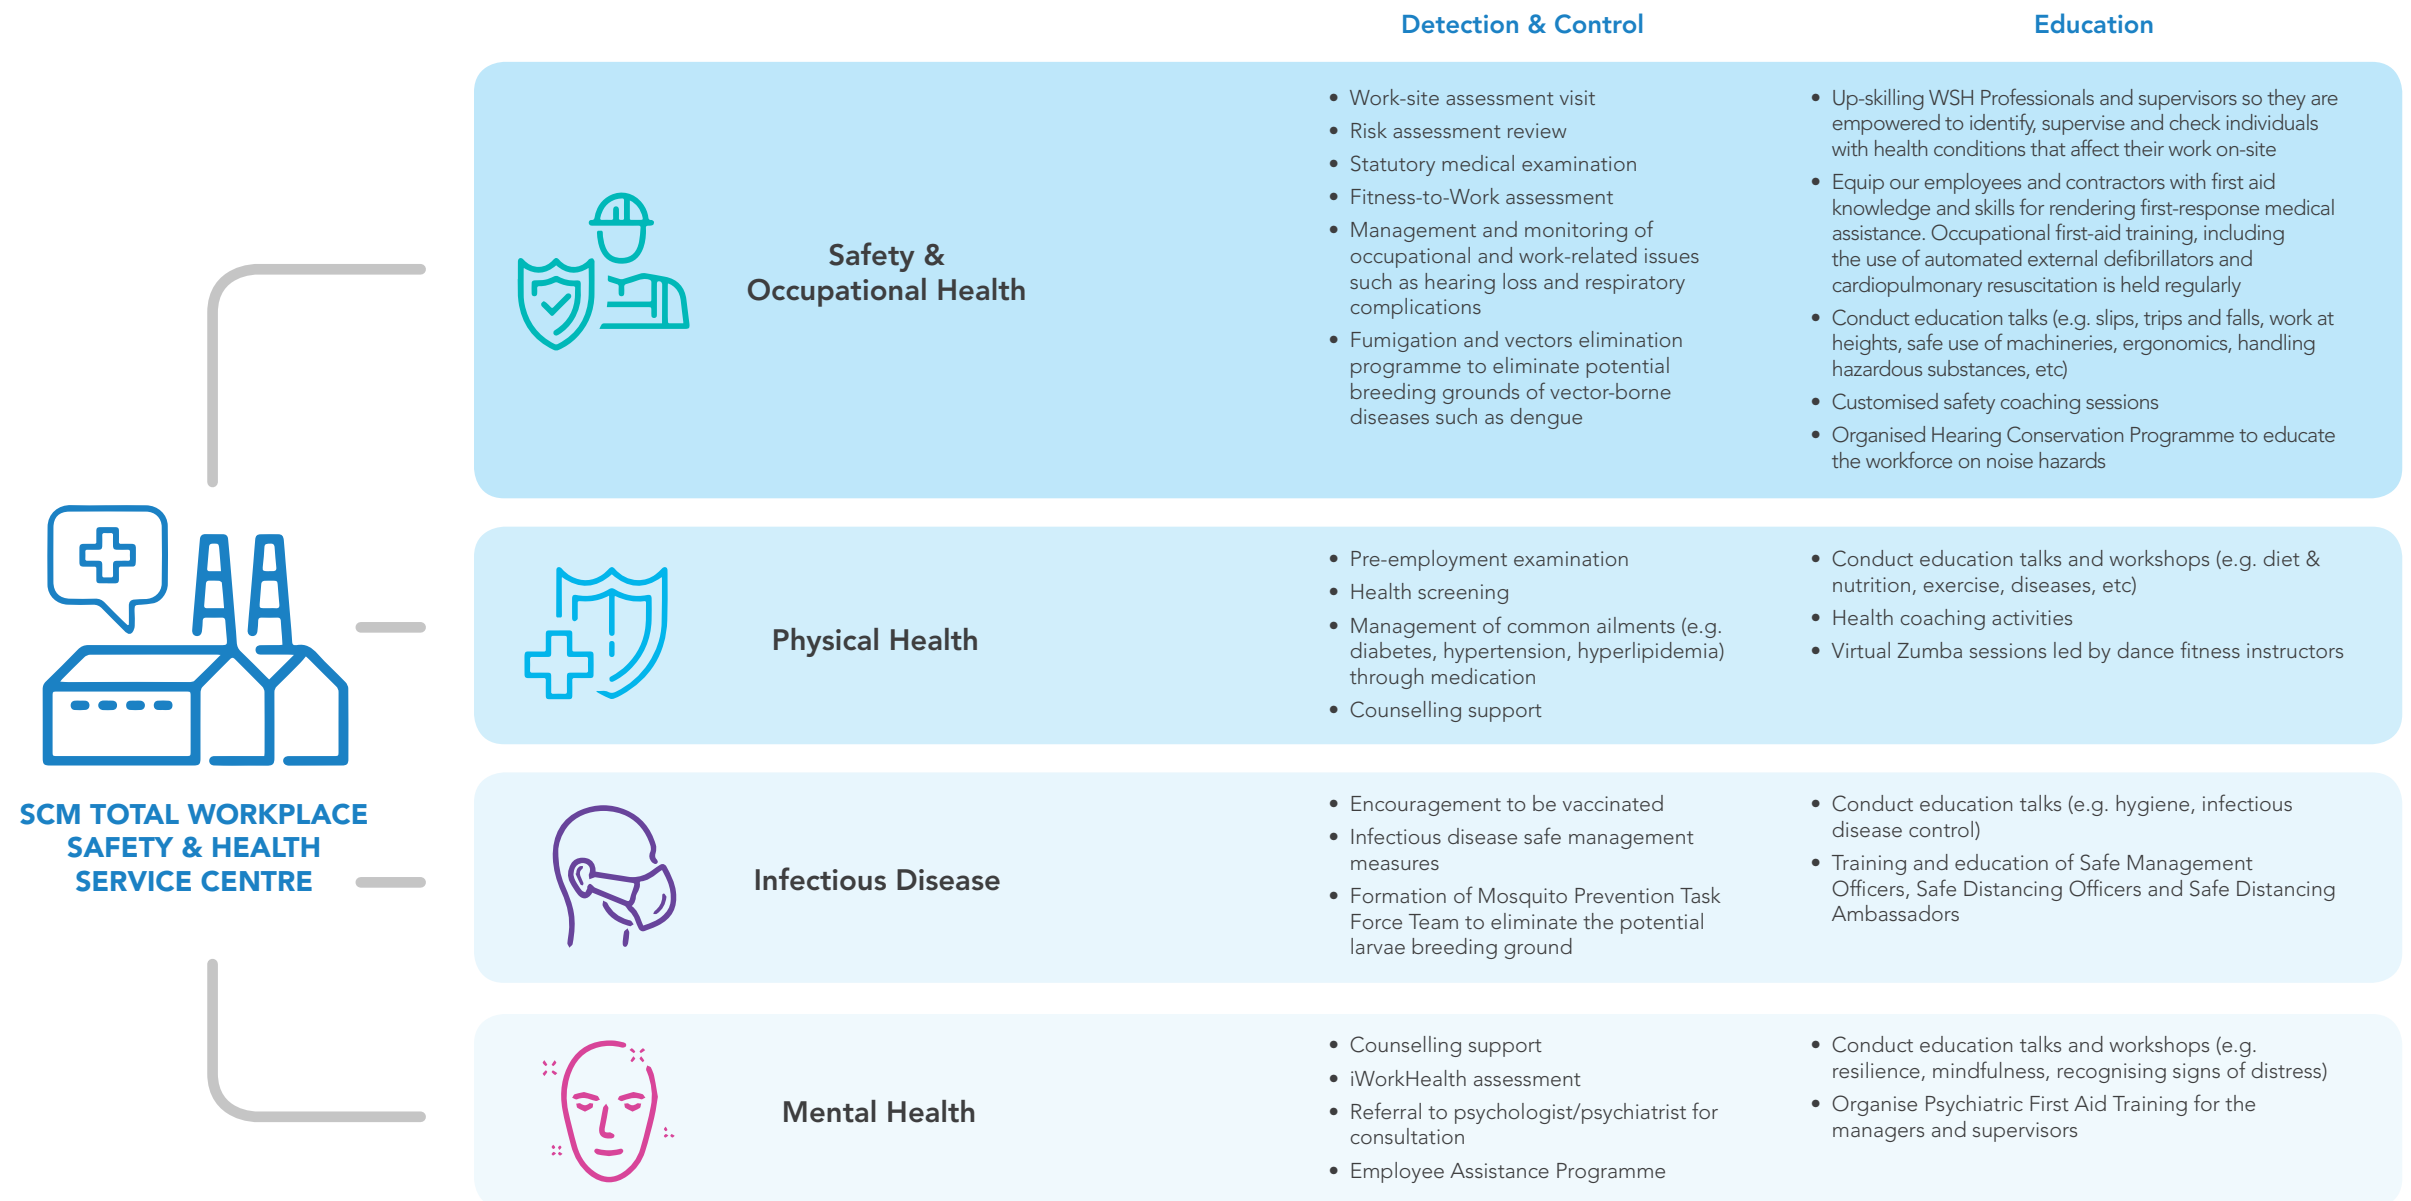 Detection & Control
Education
Safety &
Occupational Health
• Work-site assessment visit
• Risk assessment review
• Statutory medical examination
• Fitness-to-Work assessment
• Management and monitoring of
occupational and work-related issues
such as hearing loss and respiratory
complications
• Fumigation and vectors elimination
programme to eliminate potential
breeding grounds of vector-borne
diseases such as dengue
• Up-skilling WSH Professionals and supervisors so they are
empowered to identify, supervise and check individuals
with health conditions that affect their work on-site
• Equip our employees and contractors with first aid
knowledge and skills for rendering first-response medical
assistance. Occupational first-aid training, including
the use of automated external defibrillators and
cardiopulmonary resuscitation is held regularly
• Conduct education talks (e.g. slips, trips and falls, work at
heights, safe use of machineries, ergonomics, handling
hazardous substances, etc)
• Customised safety coaching sessions
• Organised Hearing Conservation Programme to educate
the workforce on noise hazards
SCM TOTAL WORKPLACE
SAFETY & HEALTH
SERVICE CENTRE
Physical Health
• Pre-employment examination
• Health screening
• Management of common ailments (e.g.
diabetes, hypertension, hyperlipidemia)
through medication
• Counselling support
• Conduct education talks and workshops (e.g. diet &
nutrition, exercise, diseases, etc)
• Health coaching activities
• Virtual Zumba sessions led by dance fitness instructors
Infectious Disease
• Encouragement to be vaccinated
• Infectious disease safe management
measures
• Formation of Mosquito Prevention Task
Force Team to eliminate the potential
larvae breeding ground
• Conduct education talks (e.g. hygiene, infectious
disease control)
• Training and education of Safe Management
Officers, Safe Distancing Officers and Safe Distancing
Ambassadors
Mental Health
• Counselling support
• iWorkHealth assessment
• Referral to psychologist/psychiatrist for
consultation
• Employee Assistance Programme
• Conduct education talks and workshops (e.g.
resilience, mindfulness, recognising signs of distress)
• Organise Psychiatric First Aid Training for the
managers and supervisors